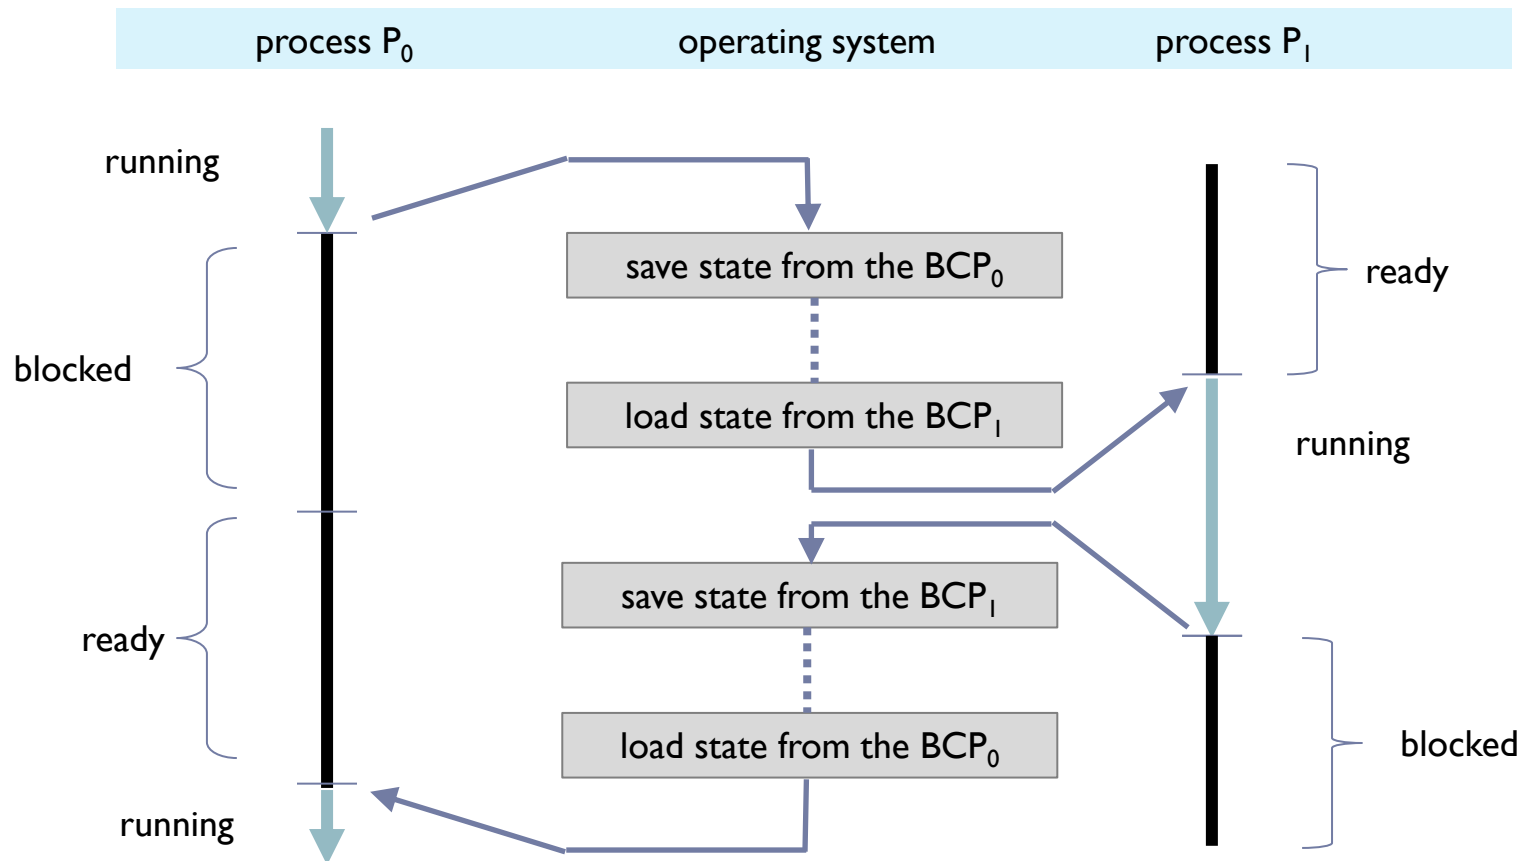 process P₀
operating system
process P₁
running
save state from the BCP₀
ready
blocked
load state from the BCP₁
running
save state from the BCP₁
ready
load state from the BCP₀
blocked
running